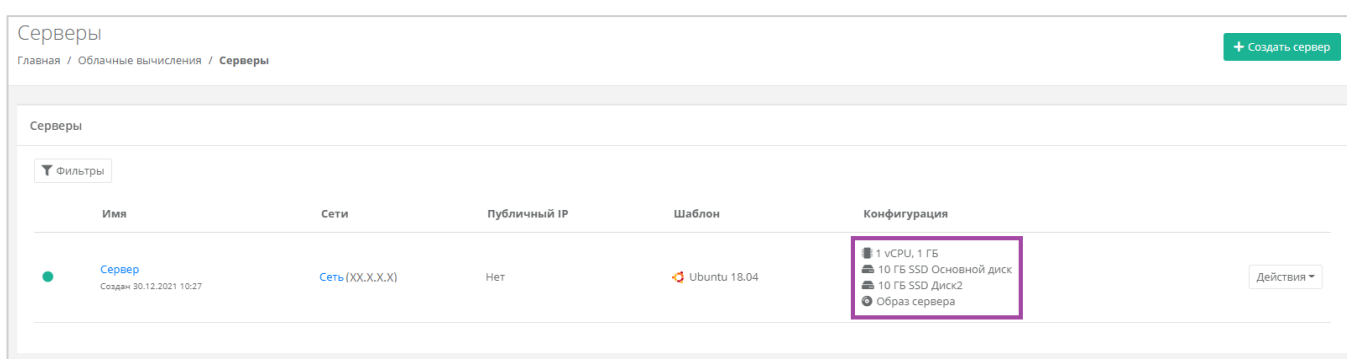 Серверы
Главная / Облачные вычисления / Серверы
+ Создать сервер
Серверы
Фильтры
Имя Сети Публичный IP Шаблон Конфигурация
Сервер
Создан 30.12.2021 10:27
Сеть (XX.X.X.X)
Нет
Ubuntu 18.04
1 vCPU, 1 ГБ
10 ГБ SSD Основной диск
10 ГБ SSD Диск2
Образ сервера
Действия